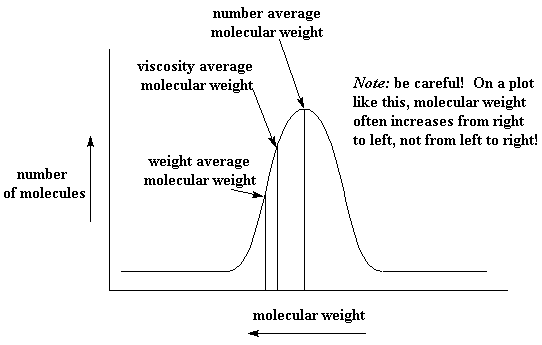 number average
molecular weight
viscosity average
molecular weight
weight average
molecular weight
Note: be careful! On a plot
like this, molecular weight
often increases from right
to left, not from left to right!
number
of molecules
molecular weight